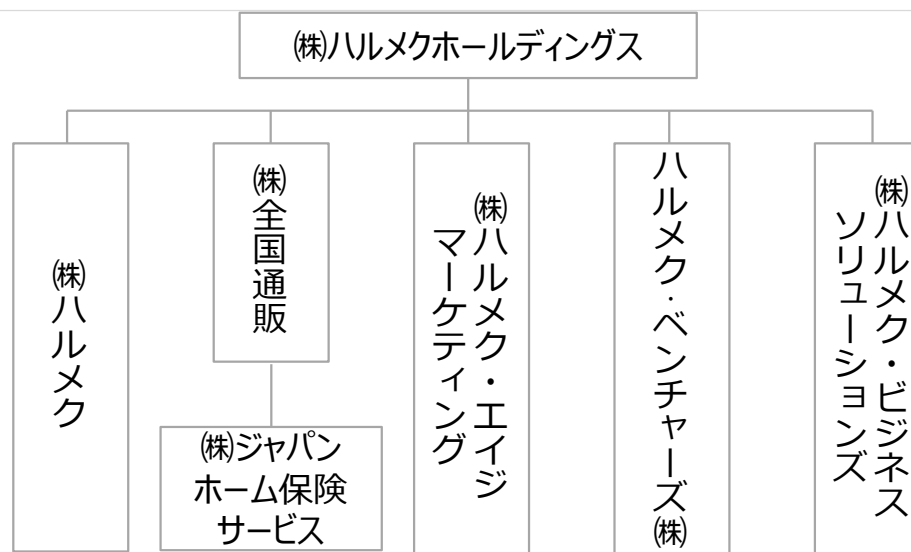 ㈱ハルメクホールディングス
㈱ハルメク
㈱全国通販
㈱ジャパン
ホーム保険
サービス
㈱ハルメク・エイジ
マーケティング
ハルメク・ベンチャーズ㈱
㈱ハルメク・ビジネス
ソリューションズ